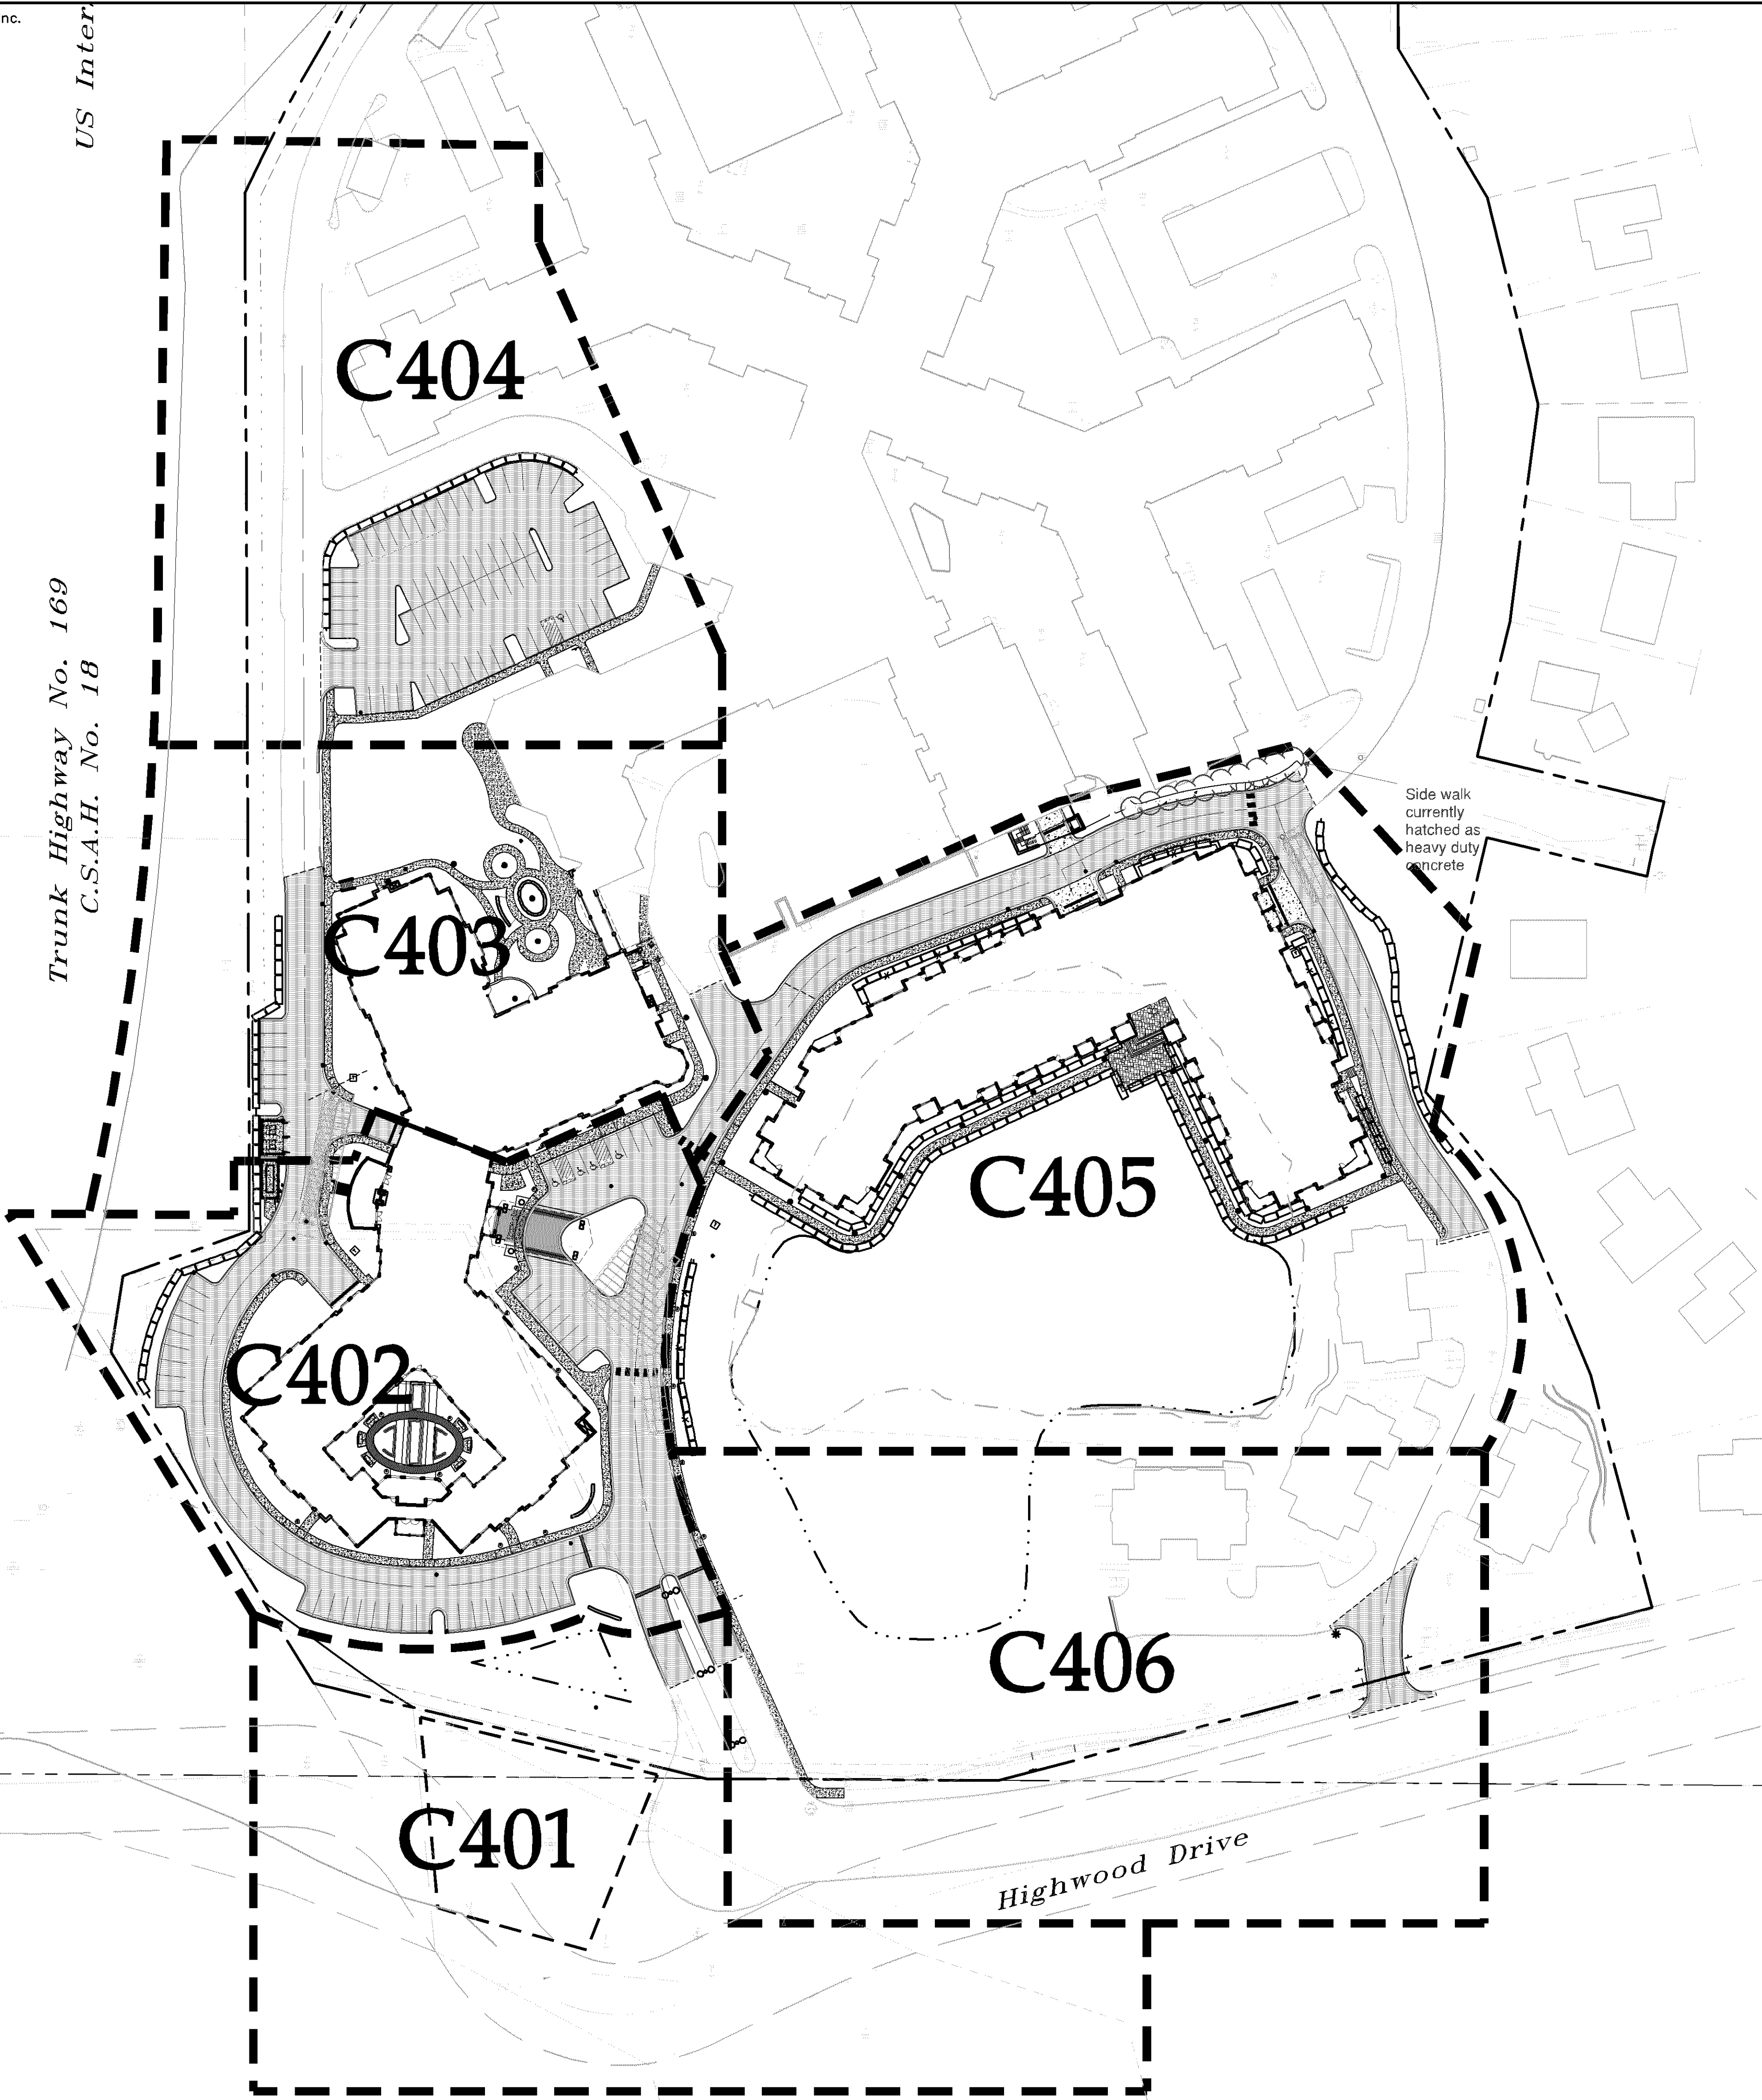 nc.
US Inter.
C404
Trunk Highway No. 169
C.S.A.H. No. 18
Side walk
currently
hatched as
heavy duty
concrete
C403
C405
C402
C406
C401
Highwood Drive